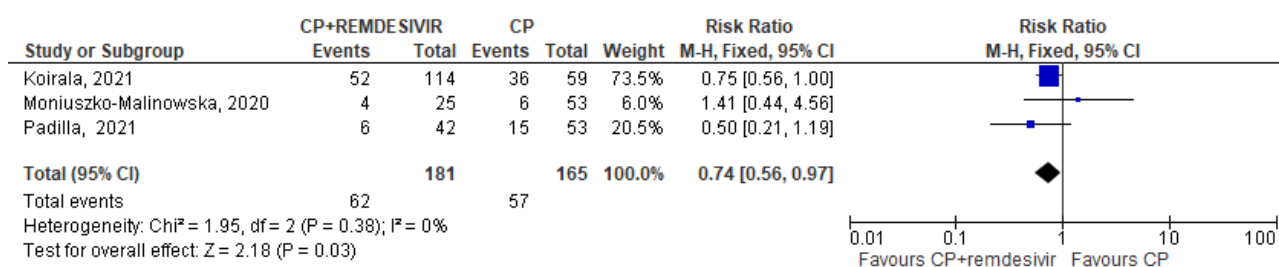 CP+REMDESIVIR CP Risk Ratio Risk Ratio
Study or Subgroup Events Total Events Total Weight M-H, Fixed, 95% CI M-H, Fixed, 95% CI
Koirala, 2021 52 114 36 59 73.5% 0.75 [0.56, 1.00]
Moniuszko-Malinowska, 2020 4 25 6 53 6.0% 1.41 [0.44, 4.56]
Padilla, 2021 6 42 15 53 20.5% 0.50 [0.21, 1.19]
Total (95% CI) 181 165 100.0% 0.74 [0.56, 0.97]
Total events 62 57
Heterogeneity: Chi² = 1.95, df = 2 (P = 0.38); I² = 0%
Test for overall effect: Z = 2.18 (P = 0.03)
0.01 0.1 1 10 100
Favours CP+remdesivir Favours CP